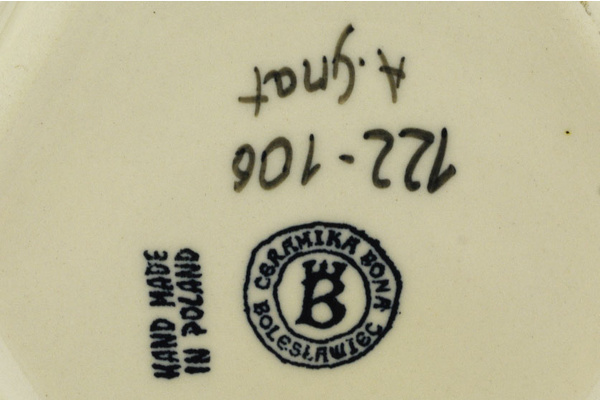 A. Gnat
122-106
CERAMIKA BONA
BOLESŁAWIEC
B
HAND MADE
IN POLAND